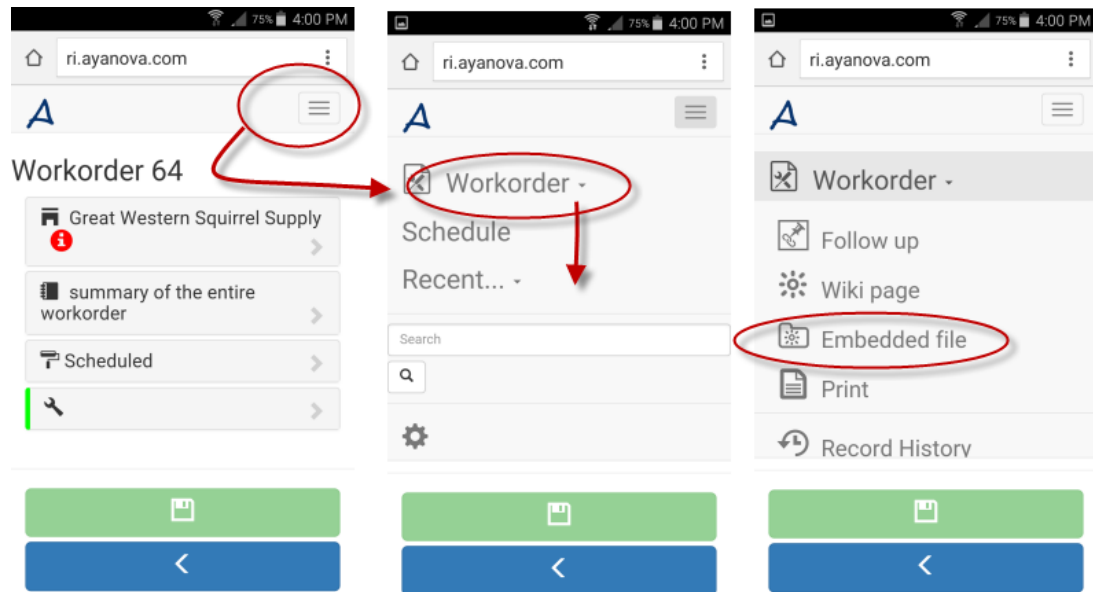 75% 4:00 PM
ri.ayanova.com
A
Workorder 64
Great Western Squirrel Supply
summary of the entire
workorder
Scheduled
75% 4:00 PM
ri.ayanova.com
A
Workorder
Schedule
Recent...
Search
75% 4:00 PM
ri.ayanova.com
A
Workorder
Follow up
Wiki page
Embedded file
Print
Record History